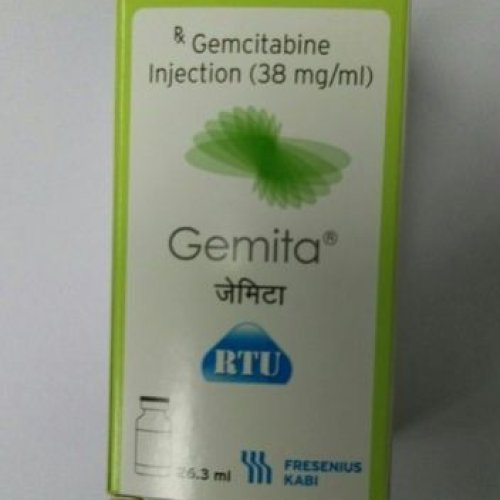 ℞ Gemcitabine
Injection (38 mg/ml)
Gemita®
जेमिटा
RTU
26.3 ml
FRESENIUS
KABI